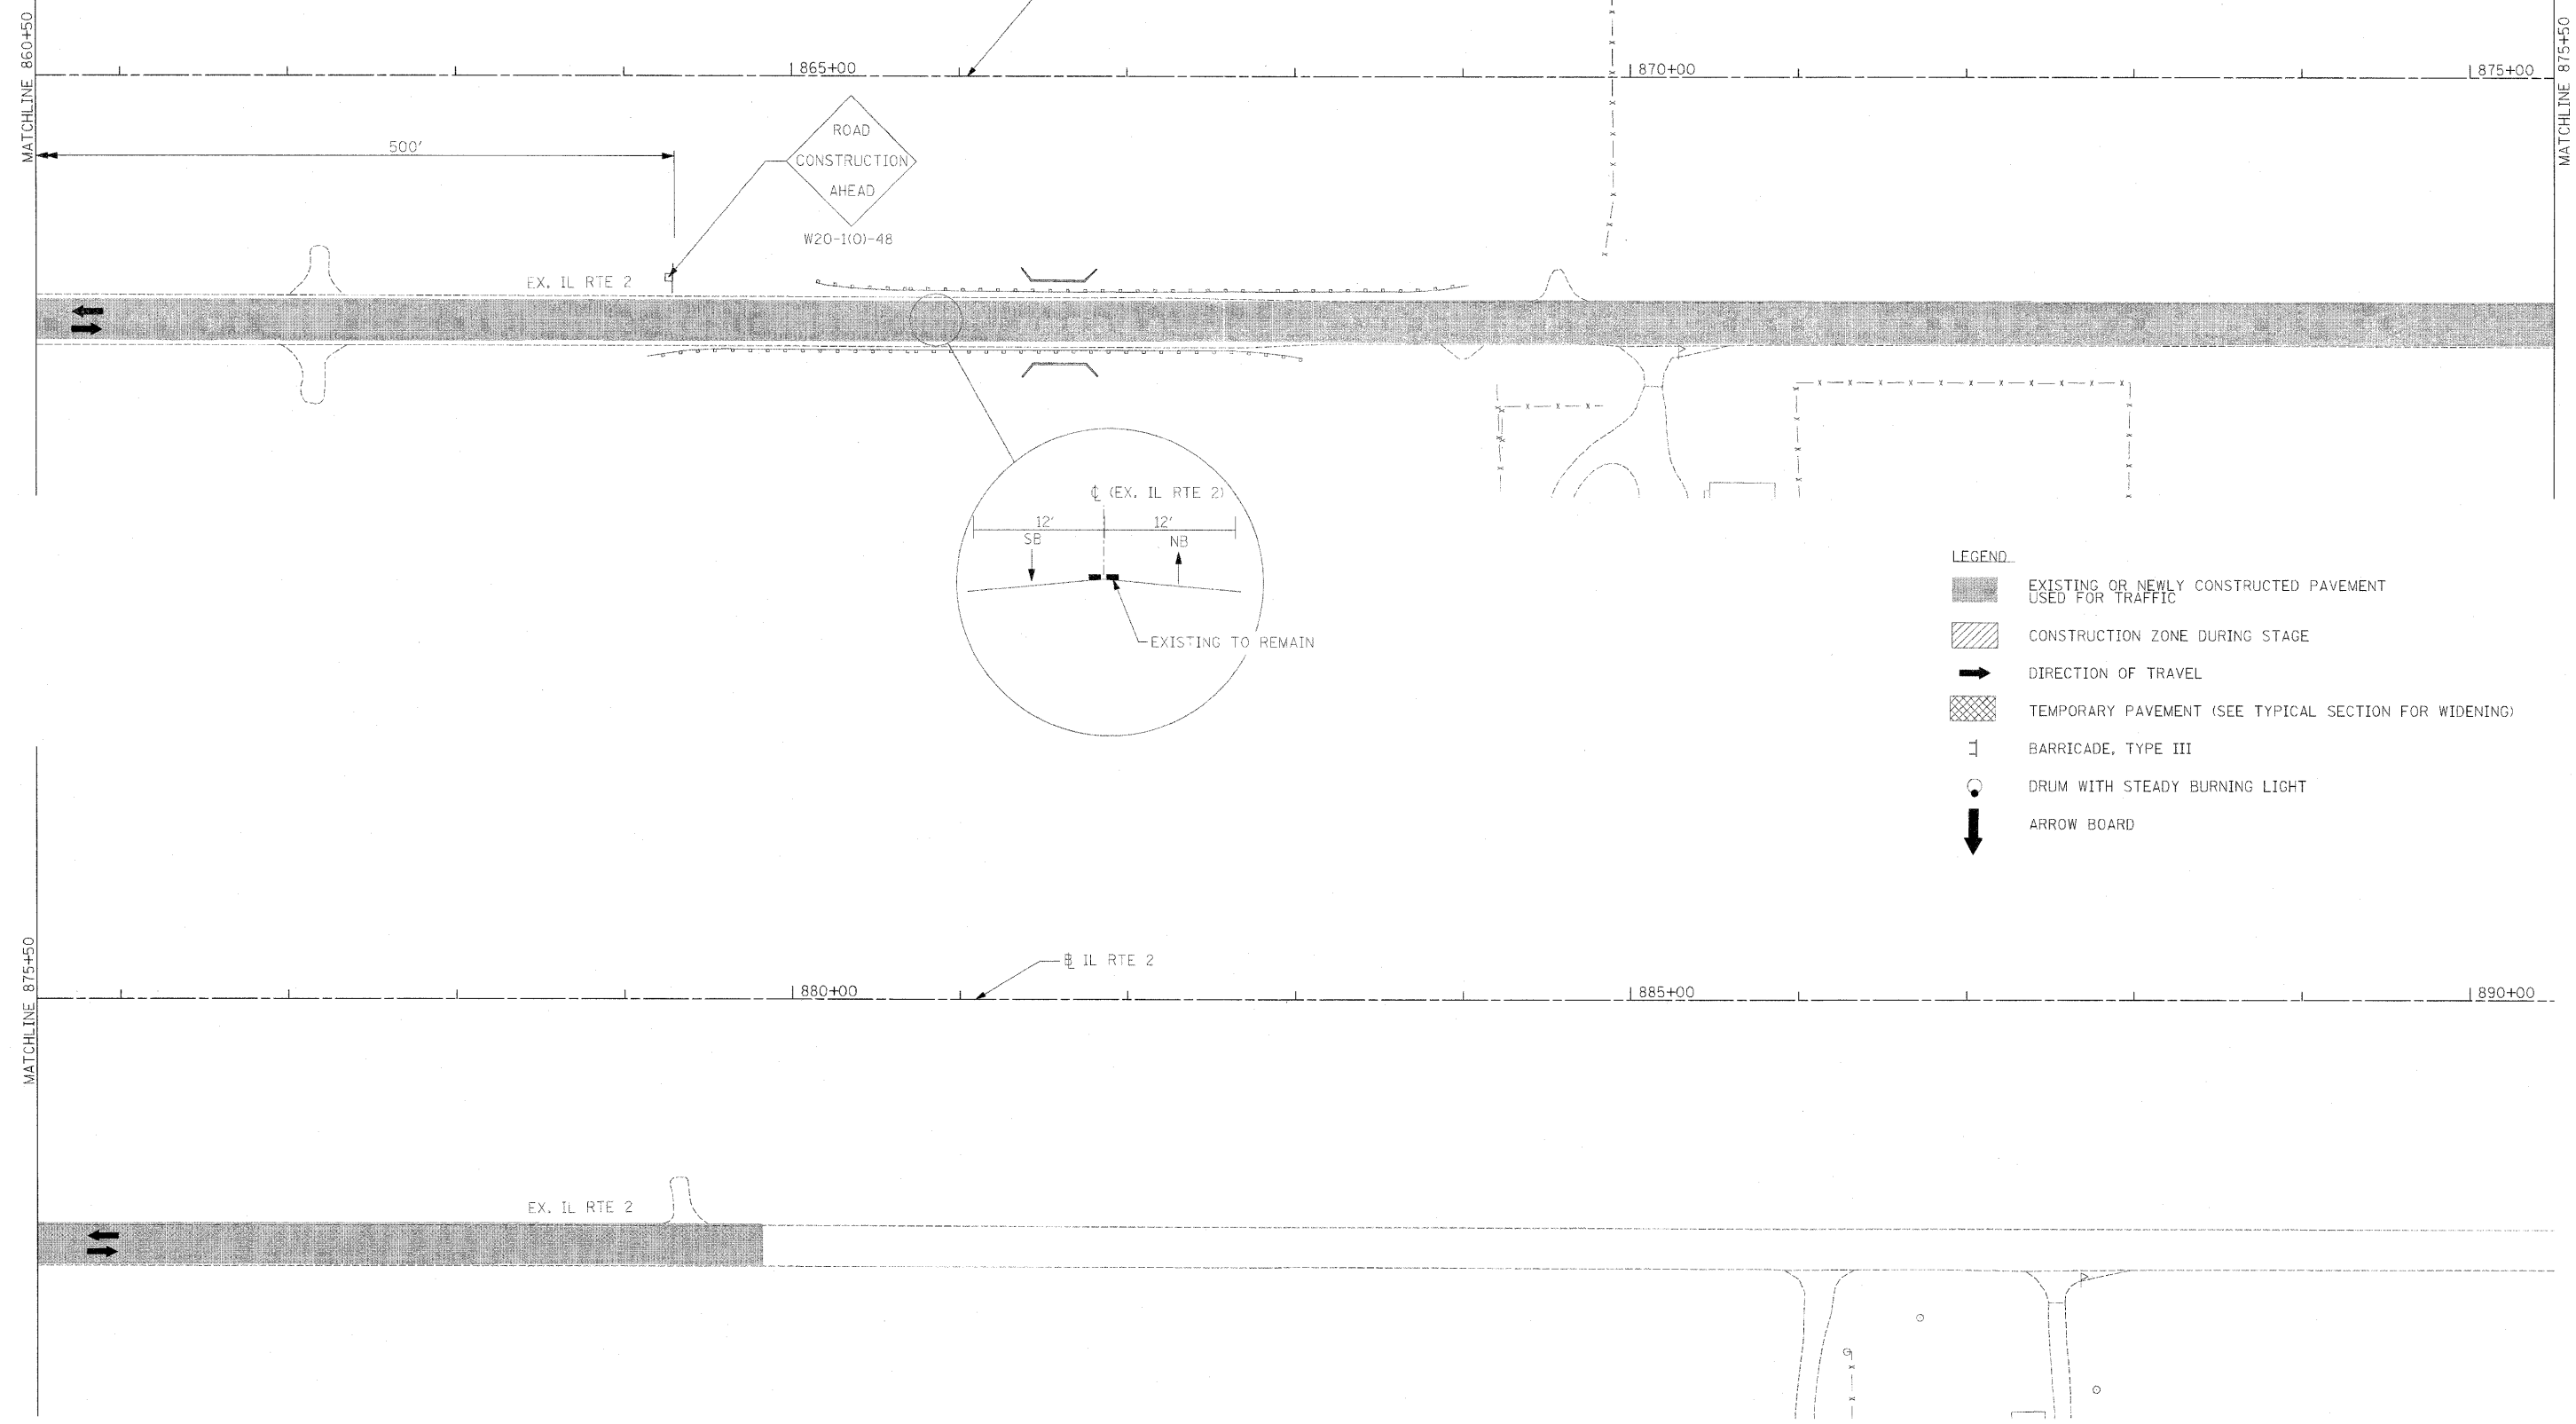 MATCHLINE 860+50
865+00
870+00
875+00
MATCHLINE 875+50
500'
ROAD
CONSTRUCTION
AHEAD
W20-1(O)-48
EX. IL RTE 2
℄ (EX. IL RTE 2)
12' 12'
SB NB
EXISTING TO REMAIN
LEGEND
EXISTING OR NEWLY CONSTRUCTED PAVEMENT
USED FOR TRAFFIC
CONSTRUCTION ZONE DURING STAGE
DIRECTION OF TRAVEL
TEMPORARY PAVEMENT (SEE TYPICAL SECTION FOR WIDENING)
BARRICADE, TYPE III
DRUM WITH STEADY BURNING LIGHT
ARROW BOARD
MATCHLINE 875+50
BL IL RTE 2
880+00
885+00
890+00
EX. IL RTE 2